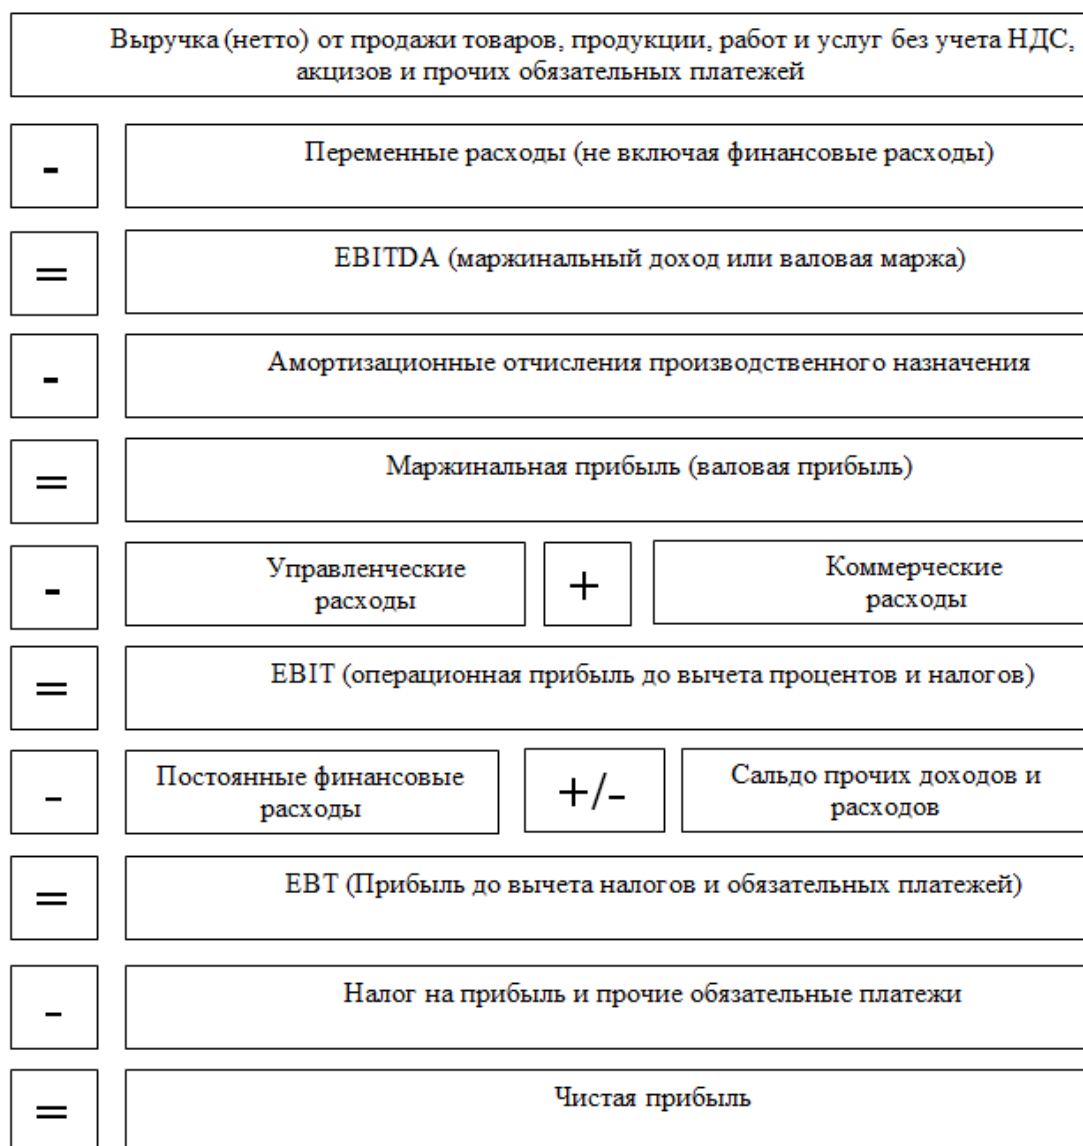 Выручка (нетто) от продажи товаров, продукции, работ и услуг без учета НДС,
акцизов и прочих обязательных платежей
-
Переменные расходы (не включая финансовые расходы)
=
EBITDA (маржинальный доход или валовая маржа)
-
Амортизационные отчисления производственного назначения
=
Маржинальная прибыль (валовая прибыль)
-
Управленческие
расходы
+
Коммерческие
расходы
=
EBIT (операционная прибыль до вычета процентов и налогов)
-
Постоянные финансовые
расходы
+/-
Сальдо прочих доходов и
расходов
=
EBT (Прибыль до вычета налогов и обязательных платежей)
-
Налог на прибыль и прочие обязательные платежи
=
Чистая прибыль